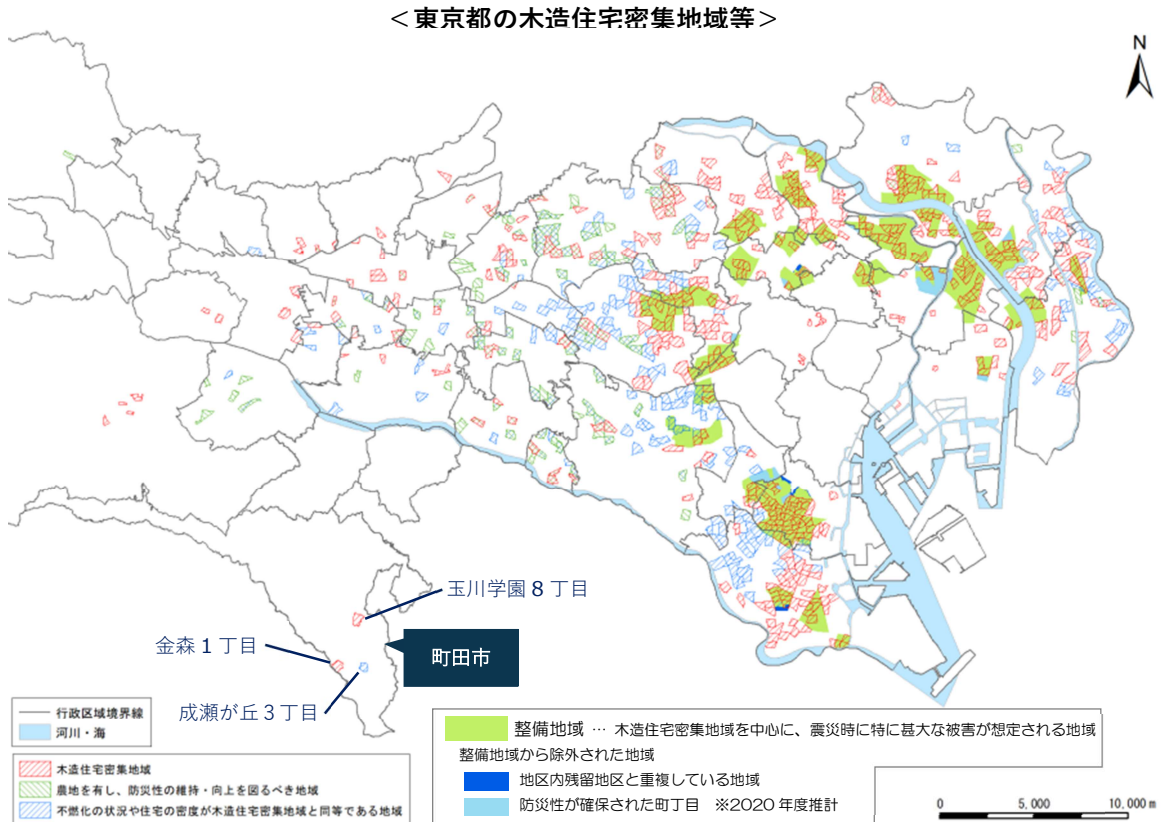 ＜東京都の木造住宅密集地域等＞
N
玉川学園８丁目
金森１丁目
町田市
成瀬が丘３丁目
行政区域境界線
河川・海
木造住宅密集地域
農地を有し、防災性の維持・向上を図るべき地域
不燃化の状況や住宅の密度が木造住宅密集地域と同等である地域
整備地域 … 木造住宅密集地域を中心に、震災時に特に甚大な被害が想定される地域
整備地域から除外された地域
地区内残留地区と重複している地域
防災性が確保された町丁目　※2020 年度推計
0 5,000 10,000 m